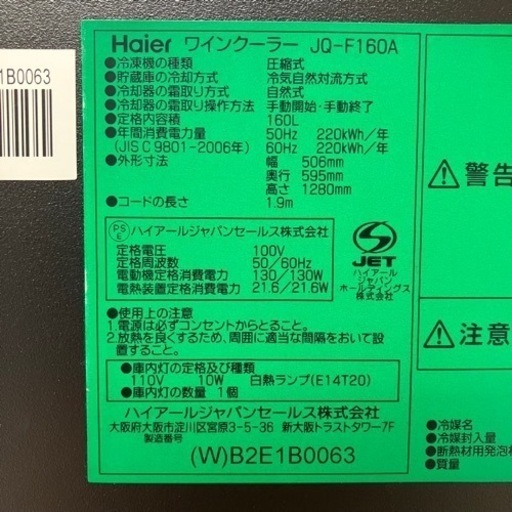 Haier ワインクーラー JQ-F160A
●冷凍機の種類 圧縮式
●貯蔵庫の冷却方式 冷気自然対流方式
●冷却器の霜取り方式 自然式
●冷却器の霜取り操作方法 手動開始・手動終了
●定格内容積 160L
●年間消費電力量 50Hz 220kWh/年
(JIS C 9801-2006年) 60Hz 220kWh/年
●外形寸法 幅 506mm
奥行 595mm
高さ 1280mm
●コードの長さ 1.9m
PS E ハイアールジャパンセールス株式会社
定格電圧 100V
定格周波数 50/60Hz
電動機定格消費電力 130/130W
電熱装置定格消費電力 21.6/21.6W
S
JET
ハイアール
ジャパン
ホールディングス
株式会社
●使用上の注意
1.電源は必ずコンセントからとること。
2.放熱を良くするため、周囲に適当な間隔をおいて設
置すること。
●庫内灯の定格及び種類
110V 10W 白熱ランプ(E14T20)
●庫内灯の数量 1個
ハイアールジャパンセールス株式会社
大阪府大阪市淀川区宮原3-5-36 新大阪トラストタワー7F
製造番号
(W)B2E1B0063
1B0063
警告
注意
●冷媒名
●冷媒封入量
●断熱材用発泡
●質量